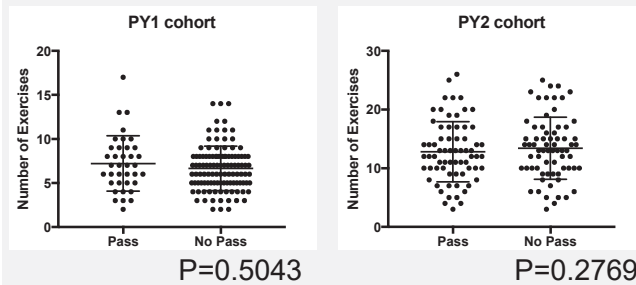 PY1 cohort
Number of Exercises
20
15
10
5
0
Pass
No Pass
P=0.5043
PY2 cohort
Number of Exercises
30
20
10
0
Pass
No Pass
P=0.2769